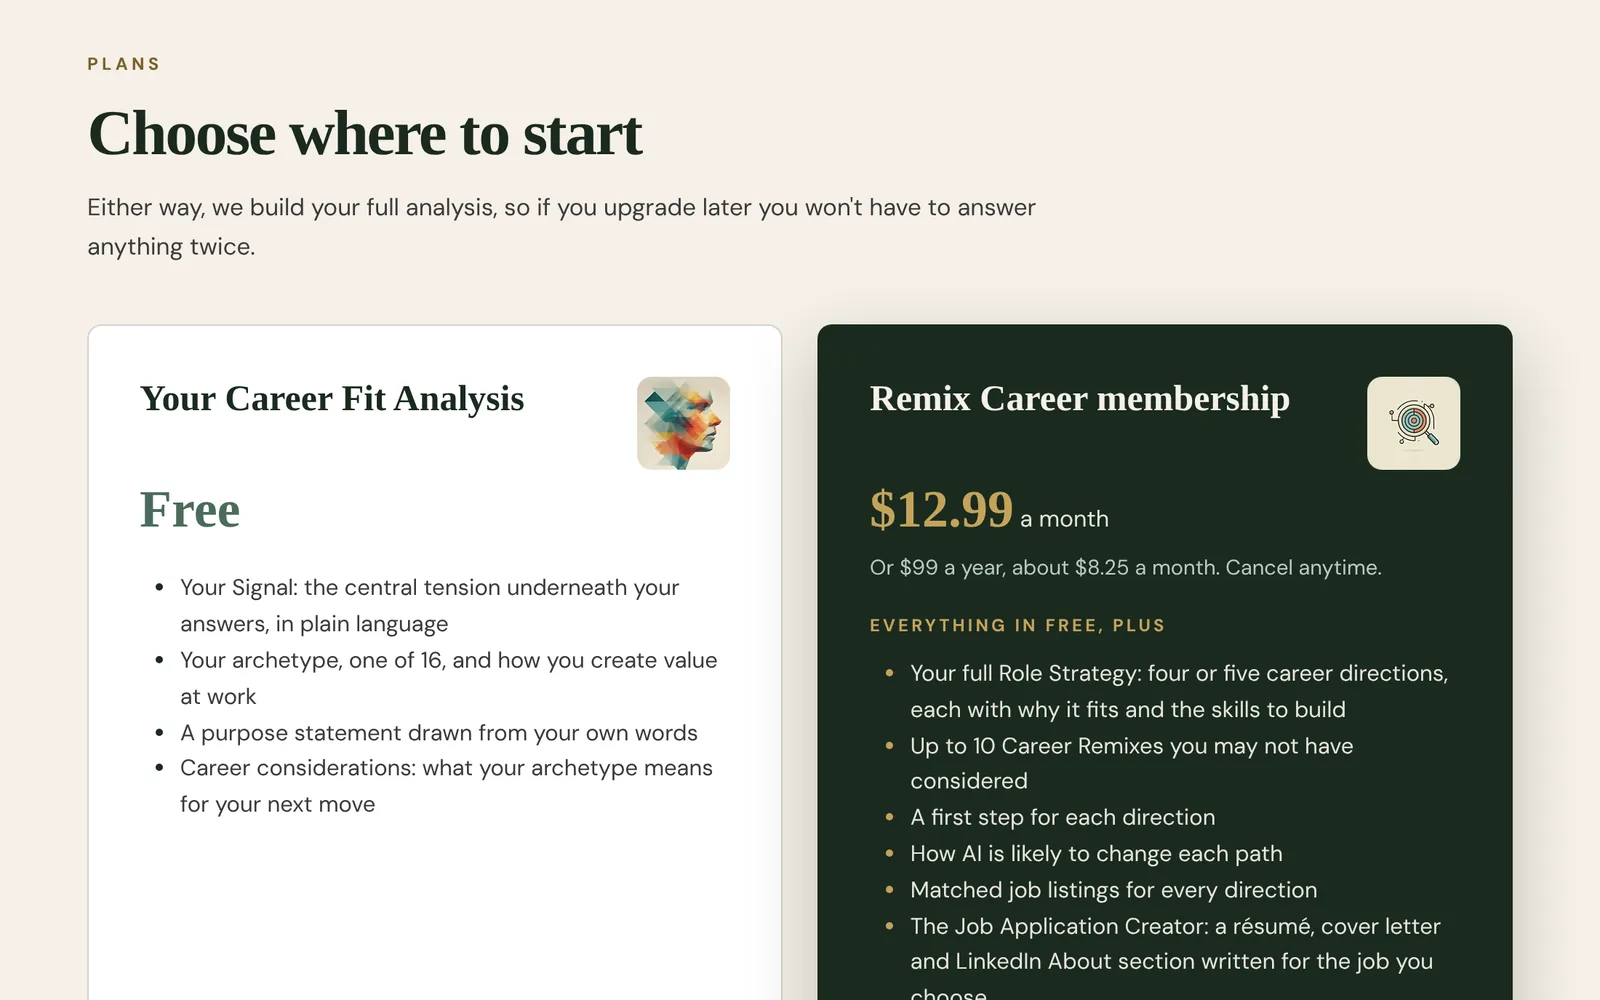 PLANS
Choose where to start
Either way, we build your full analysis, so if you upgrade later you won't have to answer
anything twice.
Your Career Fit Analysis
Free
• Your Signal: the central tension underneath your
answers, in plain language
• Your archetype, one of 16, and how you create value
at work
• A purpose statement drawn from your own words
• Career considerations: what your archetype means
for your next move
Remix Career membership
$12.99 a month
Or $99 a year, about $8.25 a month. Cancel anytime.
EVERYTHING IN FREE, PLUS
• Your full Role Strategy: four or five career directions,
each with why it fits and the skills to build
• Up to 10 Career Remixes you may not have
considered
• A first step for each direction
• How AI is likely to change each path
• Matched job listings for every direction
• The Job Application Creator: a résumé, cover letter
and LinkedIn About section written for the job you
choose